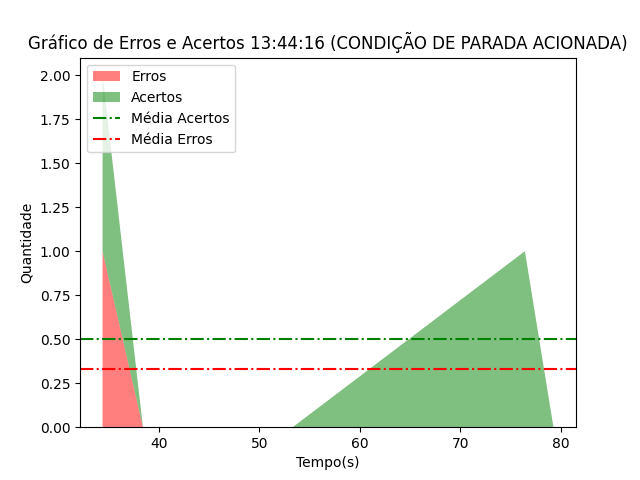 Gráfico de Erros e Acertos 13:44:16 (CONDIÇÃO DE PARADA ACIONADA)
Erros
Acertos
Média Acertos
Média Erros
2.00
1.75
1.50
1.25
1.00
0.75
0.50
0.25
0.00
Quantidade
40 50 60 70 80
Tempo(s)